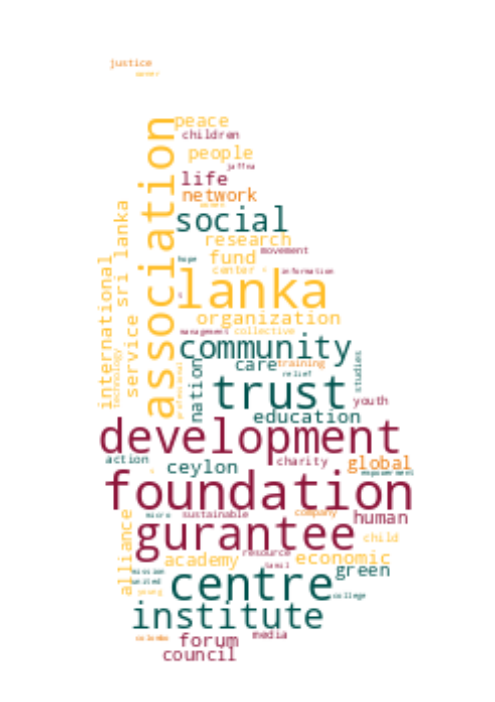 justice
peace
children
people
jaffna
life
network
social
research
movement
hope
fund
center
information
lanka
association
sri lanka
international
organization
management
collective
service
community
technology
care
training
relief
studies
nation
professional
trust
youth
education
development
action
ceylon
charity
global
empowerment
foundation
micro
sustainable
company
human
alliance
gurantee
child
resource
academy
economic
tamil
mission
united
centre
green
young
college
institute
colombo
forum
media
council